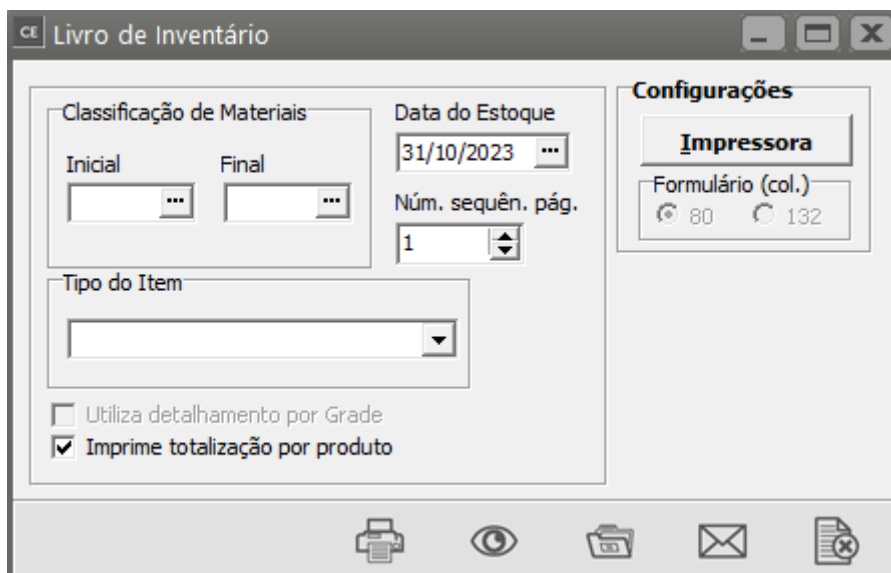 CE Livro de Inventário
Classificação de Materiais
Inicial Final
Data do Estoque
31/10/2023 ...
Núm. sequên. pág.
1
Tipo do Item
Utiliza detalhamento por Grade
Imprime totalização por produto
Configurações
Impressora
Formulário (col.)
80 132